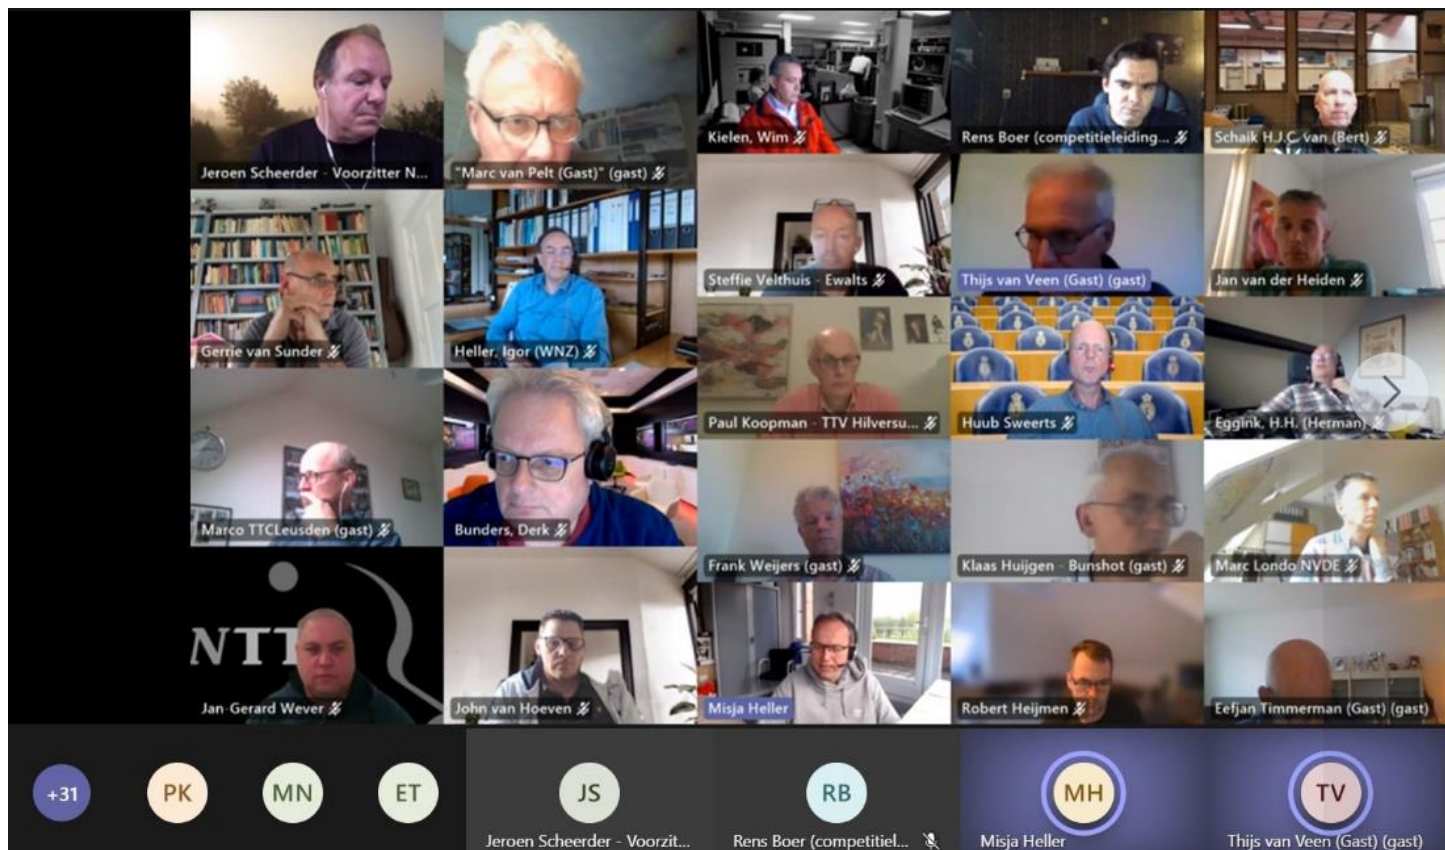 Jeroen Scheerder - Voorzitter N...
"Marc van Pelt (Gast)" (gast)
Kielen, Wim
Rens Boer (competitieleiding...
Schaik H.J.C. van (Bert)
Gerrie van Sunder
Heller, Igor (WNZ)
Steffie Velthuis - Ewalts
Thijs van Veen (Gast) (gast)
Jan van der Heiden
Paul Koopman - TTV Hilversu...
Huub Sweerts
Eggink, H.H. (Herman)
Marco TTCLeusden (gast)
Bunders, Derk
Frank Weijers (gast)
Klaas Huijgen - Bunshot (gast)
Marc Londo NVDE
NTT
Jan-Gerard Wever
John van Hoeven
Misja Heller
Robert Heijmen
Eefjan Timmerman (Gast) (gast)
+31
PK
MN
ET
JS
RB
MH
TV
Jeroen Scheerder - Voorzit...
Rens Boer (competitiel...
Misja Heller
Thijs van Veen (Gast) (gast)